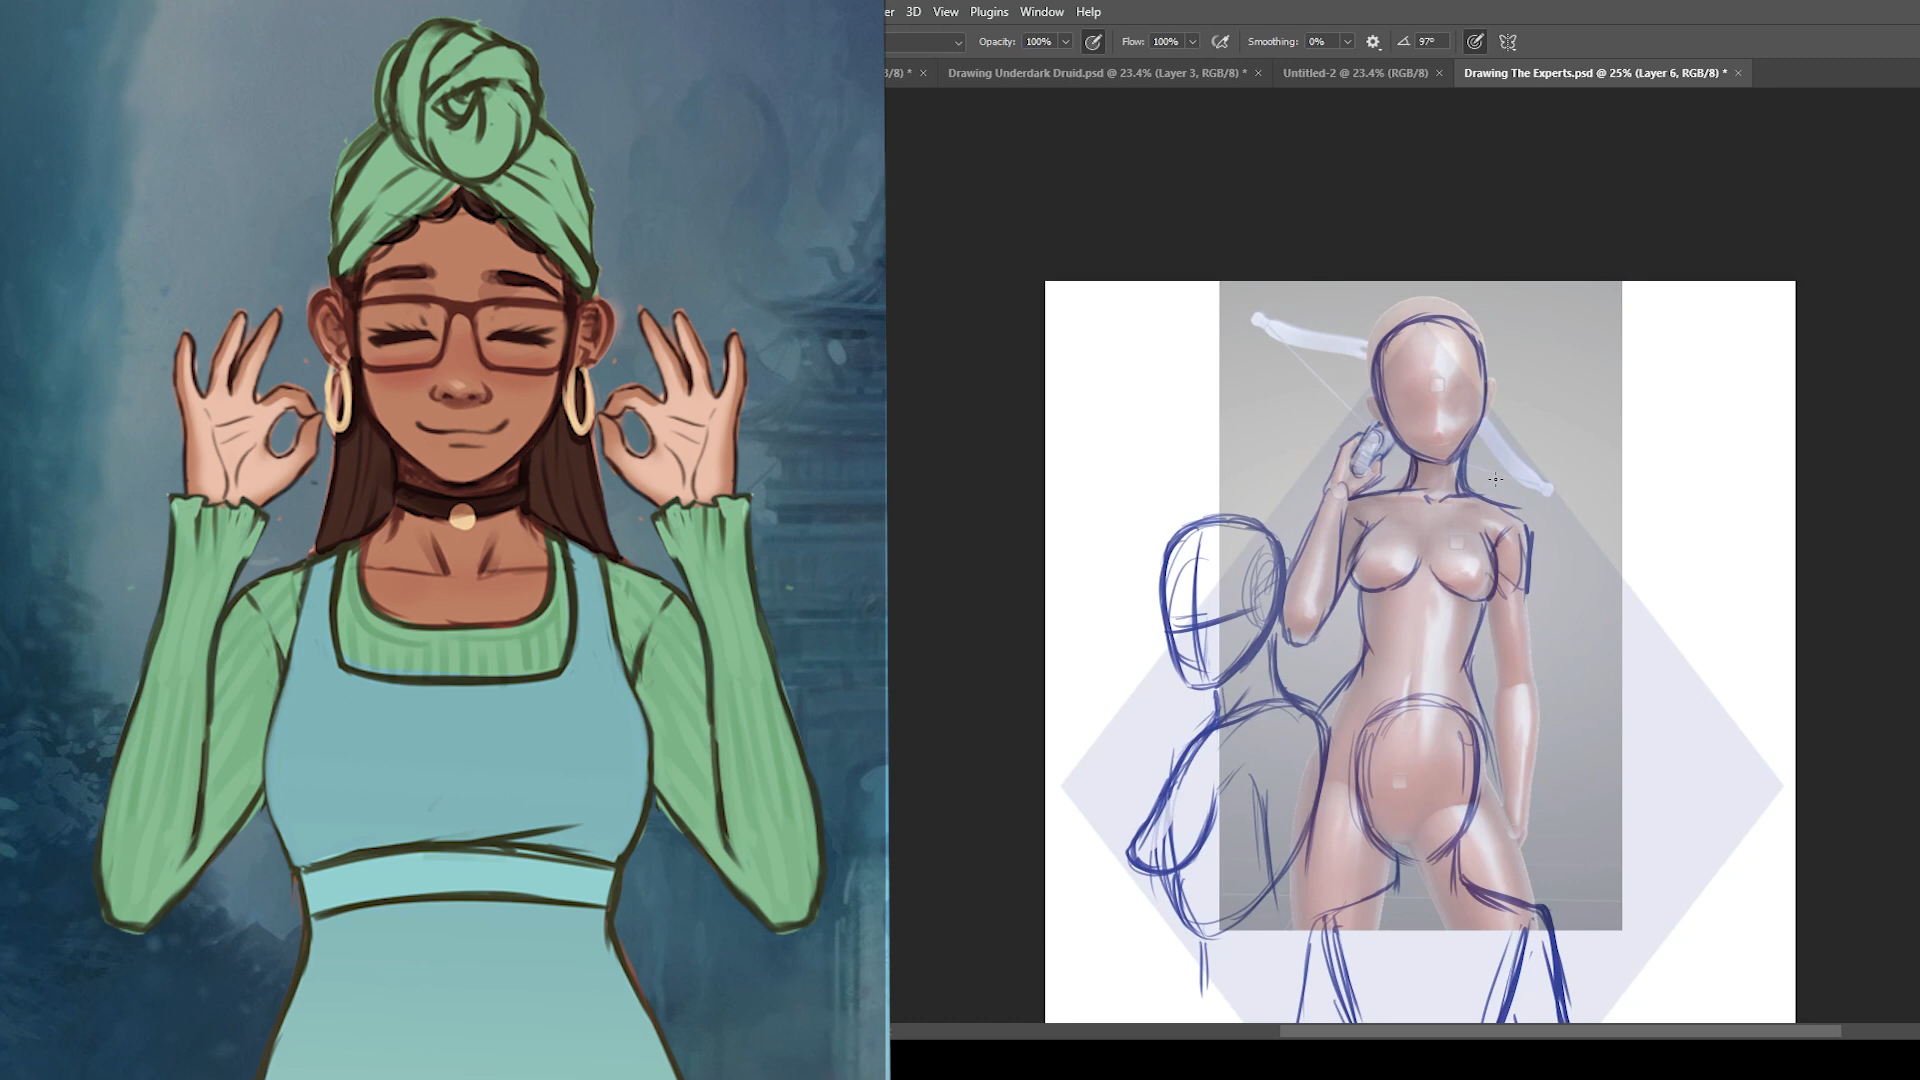 er 3D View Plugins Window Help
Opacity: 100% Flow: 100% Smoothing: 0% 97°
/8) * × Drawing Underdark Druid.psd @ 23.4% (Layer 3, RGB/8) * × Untitled-2 @ 23.4% (RGB/8) × Drawing The Experts.psd @ 25% (Layer 6, RGB/8) * ×